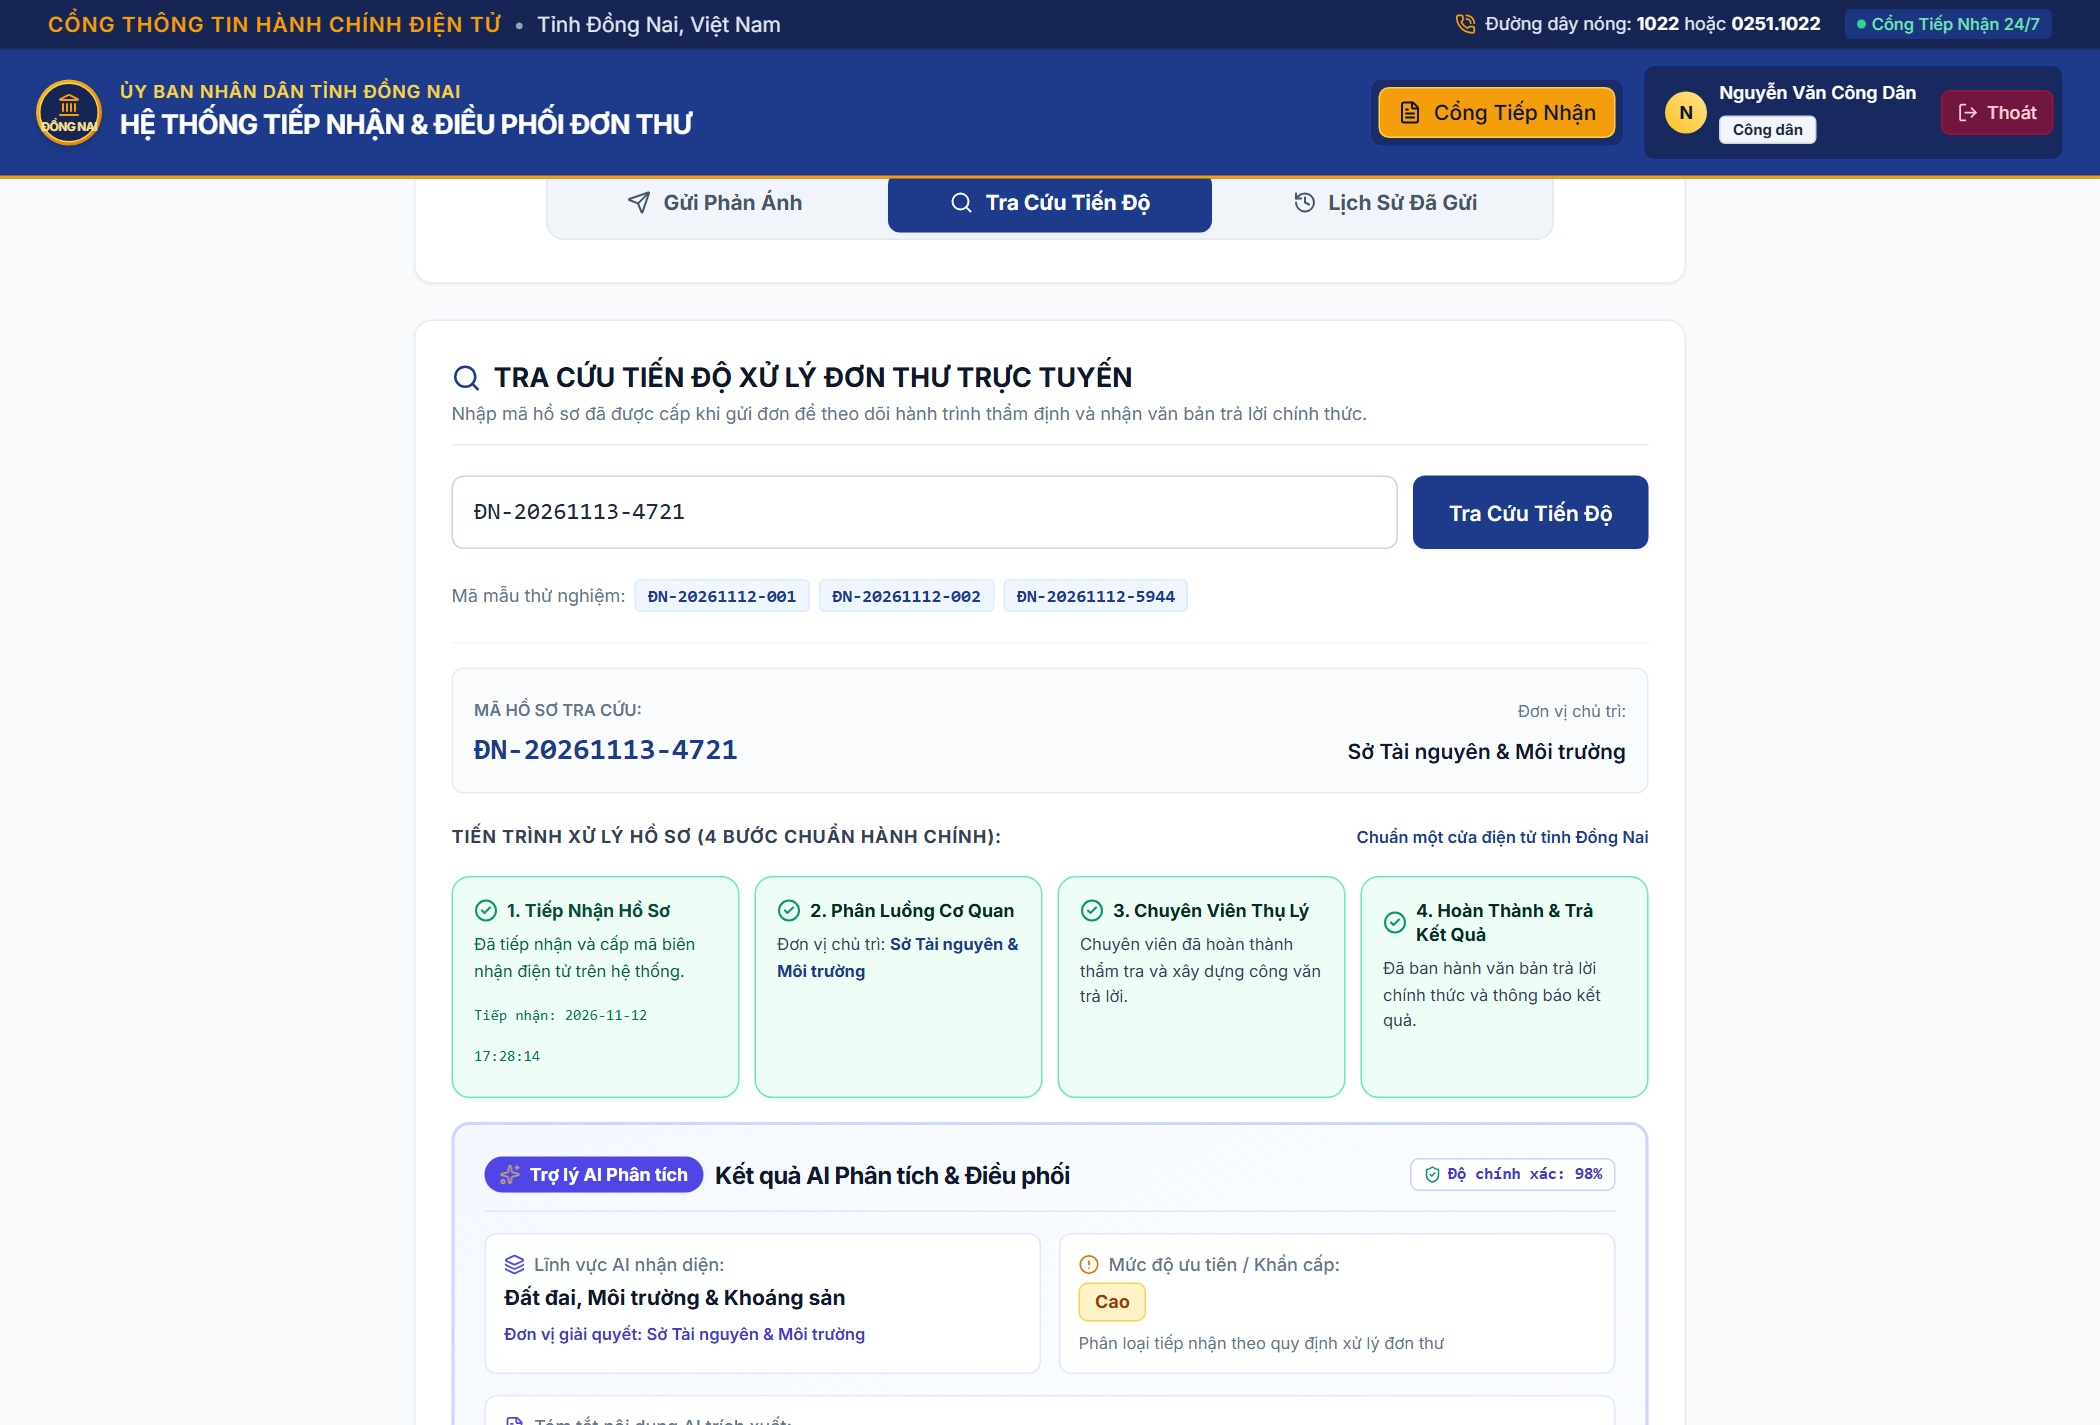 CỔNG THÔNG TIN HÀNH CHÍNH ĐIỆN TỬ • Tỉnh Đồng Nai, Việt Nam
Đường dây nóng: 1022 hoặc 0251.1022
Cổng Tiếp Nhận 24/7
ĐỒNG NAI
ỦY BAN NHÂN DÂN TỈNH ĐỒNG NAI
HỆ THỐNG TIẾP NHẬN & ĐIỀU PHỐI ĐƠN THƯ
Cổng Tiếp Nhận
N
Nguyễn Văn Công Dân
Công dân
Thoát
Gửi Phản Ánh
Tra Cứu Tiến Độ
Lịch Sử Đã Gửi
TRA CỨU TIẾN ĐỘ XỬ LÝ ĐƠN THƯ TRỰC TUYẾN
Nhập mã hồ sơ đã được cấp khi gửi đơn để theo dõi hành trình thẩm định và nhận văn bản trả lời chính thức.
ĐN-20261113-4721
Tra Cứu Tiến Độ
Mã mẫu thử nghiệm: ĐN-20261112-001 ĐN-20261112-002 ĐN-20261112-5944
MÃ HỒ SƠ TRA CỨU:
ĐN-20261113-4721
Đơn vị chủ trì:
Sở Tài nguyên & Môi trường
TIẾN TRÌNH XỬ LÝ HỒ SƠ (4 BƯỚC CHUẨN HÀNH CHÍNH):
Chuẩn một cửa điện tử tỉnh Đồng Nai
1. Tiếp Nhận Hồ Sơ
Đã tiếp nhận và cấp mã biên
nhận điện tử trên hệ thống.
Tiếp nhận: 2026-11-12
17:28:14
2. Phân Luồng Cơ Quan
Đơn vị chủ trì: Sở Tài nguyên &
Môi trường
3. Chuyên Viên Thụ Lý
Chuyên viên đã hoàn thành
thẩm tra và xây dựng công văn
trả lời.
4. Hoàn Thành & Trả
Kết Quả
Đã ban hành văn bản trả lời
chính thức và thông báo kết
quả.
Trợ lý AI Phân tích
Kết quả AI Phân tích & Điều phối
Độ chính xác: 98%
Lĩnh vực AI nhận diện:
Đất đai, Môi trường & Khoáng sản
Đơn vị giải quyết: Sở Tài nguyên & Môi trường
Mức độ ưu tiên / Khẩn cấp:
Cao
Phân loại tiếp nhận theo quy định xử lý đơn thư
Tóm tắt nội dung AI trích xuất: